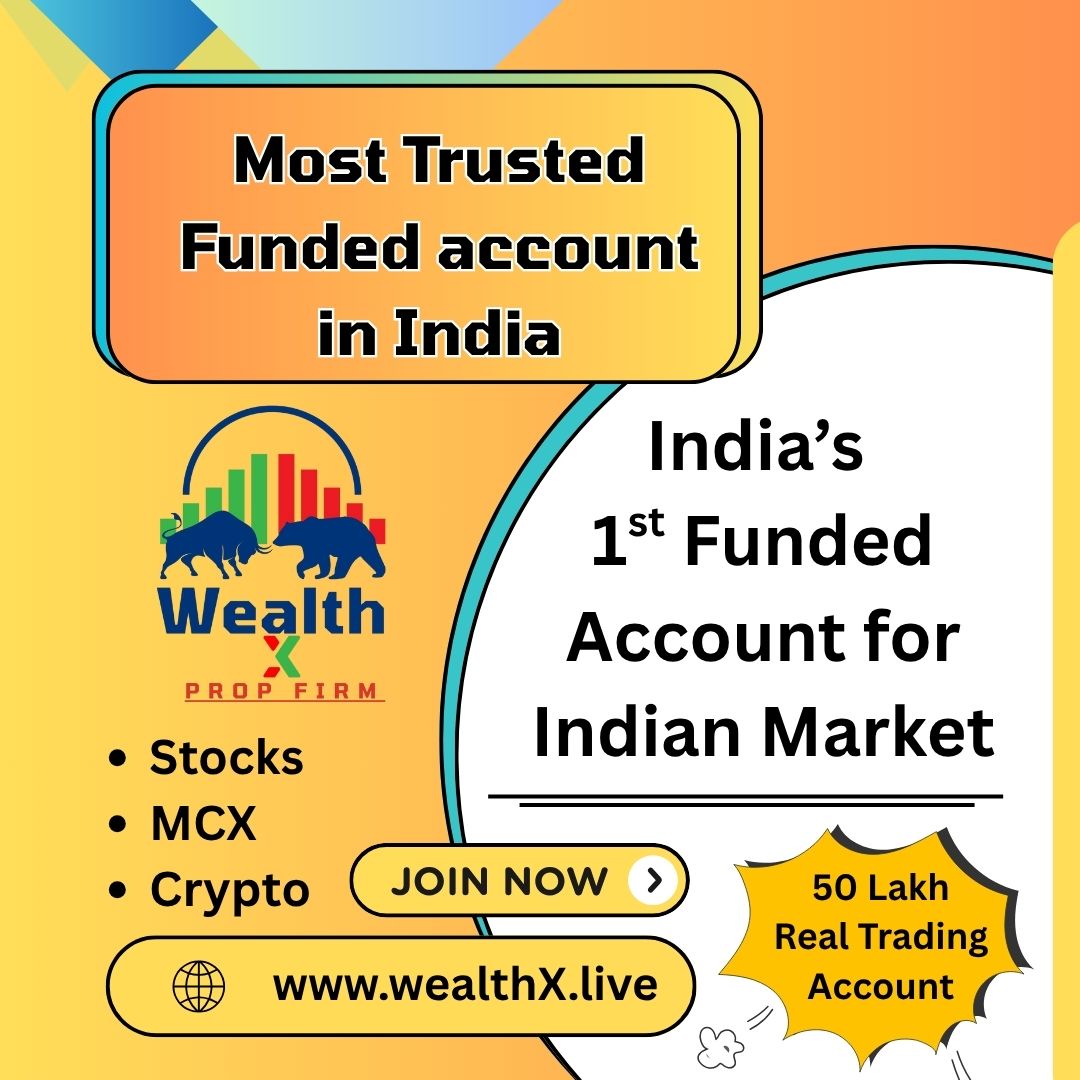 Most Trusted
Funded account
in India
Wealth
X
PROP FIRM
India’s
1st Funded
Account for
Indian Market
• Stocks
• MCX
• Crypto
JOIN NOW
www.wealthX.live
50 Lakh
Real Trading
Account